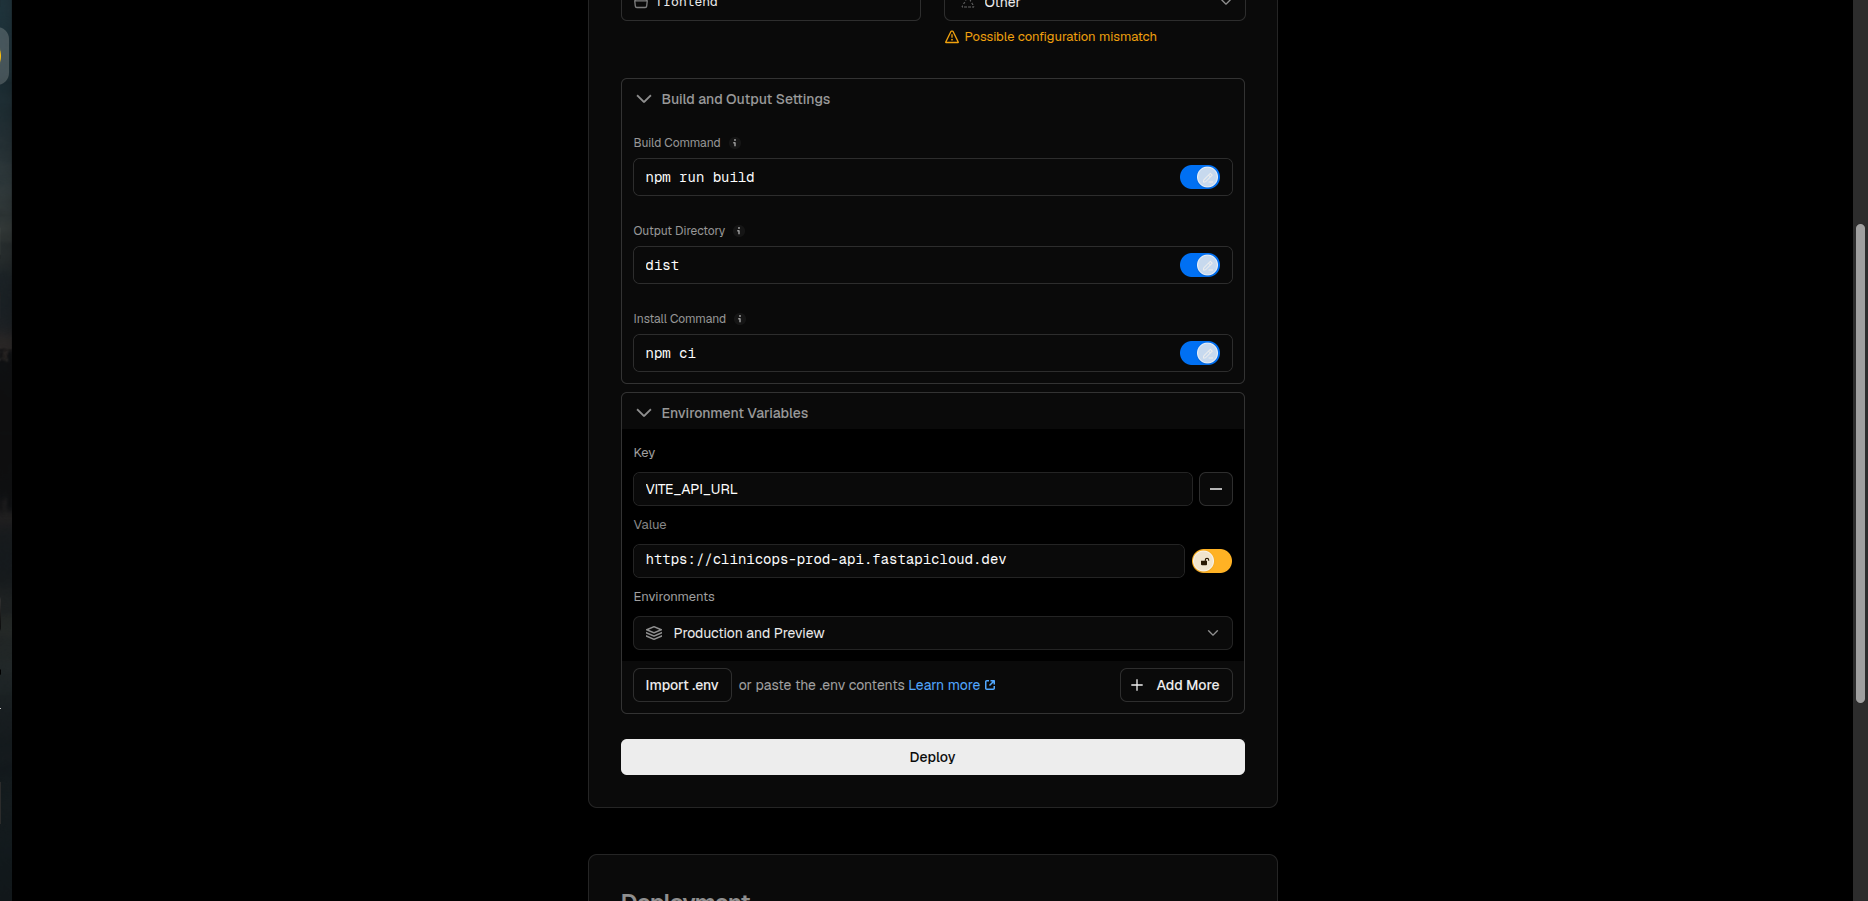 frontend
Other
Possible configuration mismatch
Build and Output Settings
Build Command
npm run build
Output Directory
dist
Install Command
npm ci
Environment Variables
Key
VITE_API_URL
Value
https://clinicops-prod-api.fastapicloud.dev
Environments
Production and Preview
Import .env or paste the .env contents Learn more
Add More
Deploy
Deployment